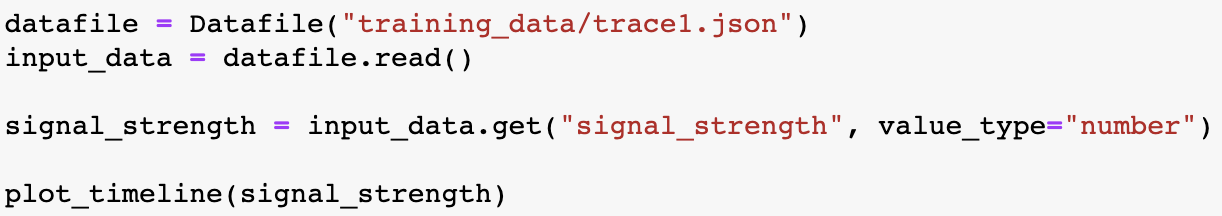 datafile = Datafile("training_data/trace1.json")
input_data = datafile.read()
signal_strength = input_data.get("signal_strength", value_type="number")
plot_timeline(signal_strength)